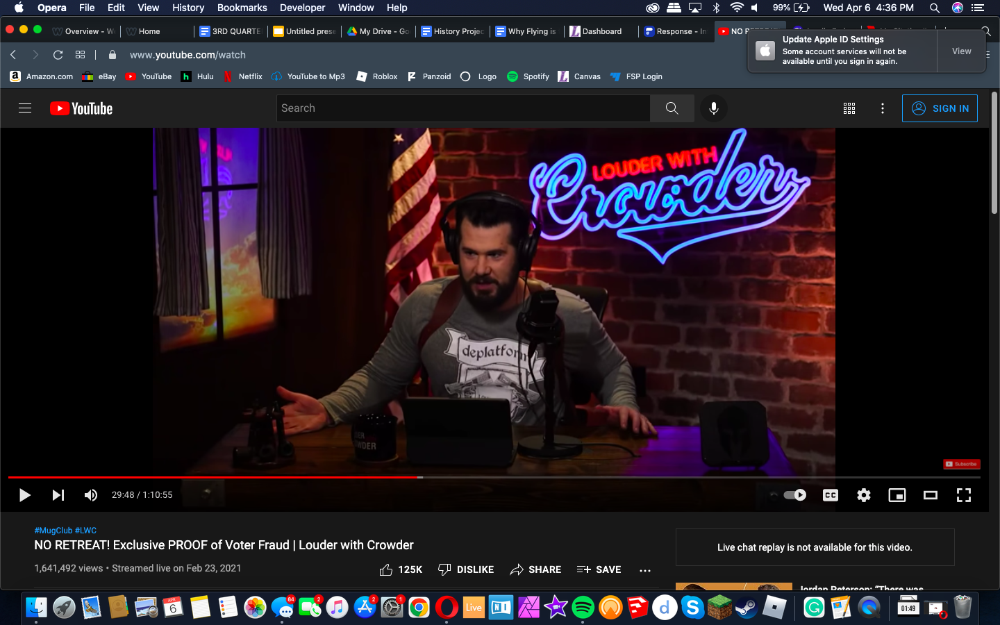 Opera File Edit View History Bookmarks Developer Window Help 99% Wed Apr 6 4:36 PM
Overview - W Home 3RD QUARTE Untitled prese My Drive - Go History Projec Why Flying is Dashboard Response - In NO
Update Apple ID Settings
Some account services will not be
available until you sign in again.
View
www.youtube.com/watch
Amazon.com eBay YouTube Hulu Netflix YouTube to Mp3 Roblox Panzoid Logo Spotify Canvas FSP Login
YouTube Search SIGN IN
LOUDER WITH
Crowder
deplatform
DER
WDER
Subscribe
29:48 / 1:10:55 CC
#MugClub #LWC
NO RETREAT! Exclusive PROOF of Voter Fraud | Louder with Crowder
1,641,492 views • Streamed live on Feb 23, 2021 125K DISLIKE SHARE SAVE
Live chat replay is not available for this video.
Jordan Peterson: “There was
APR
6
84
2
2
1
Live
d
01:49